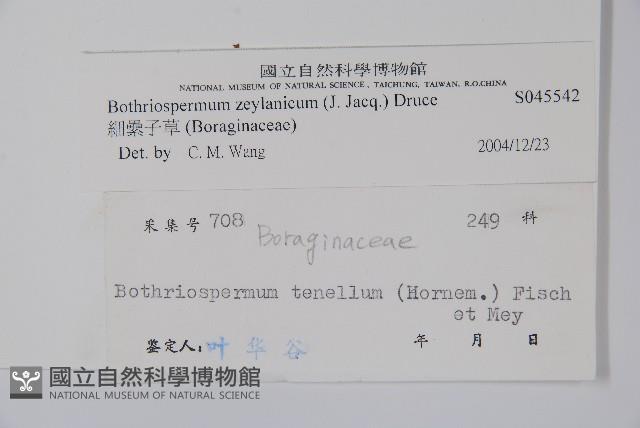 國立自然科學博物館
NATIONAL MUSEUM OF NATURAL SCIENCE, TAICHUNG, TAIWAN, R.O.CHINA
Bothriospermum zeylanicum (J. Jacq.) Druce S045542
細纍子草 (Boraginaceae)
Det. by C. M. Wang 2004/12/23
采集号 708 249 科
Boraginaceae
Bothriospermum tenellum (Hornem.) Fisch
et Mey
鉴定人: 叶华谷 年 月 日
國立自然科學博物館
NATIONAL MUSEUM OF NATURAL SCIENCE